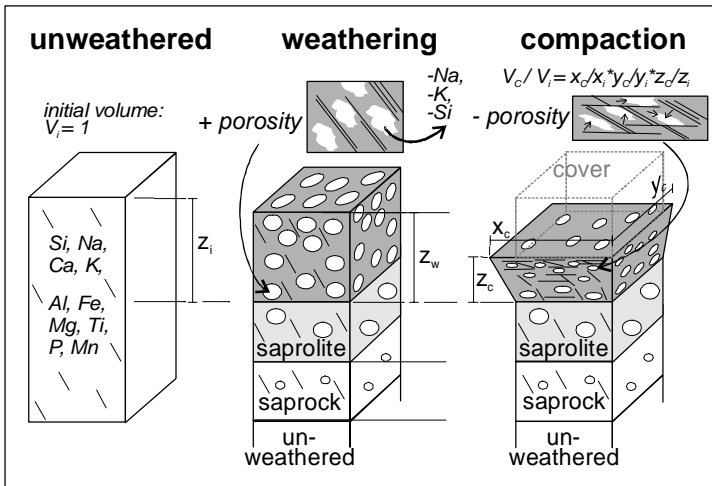 unweathered
weathering
compaction
initial volume:
V_i = 1
Si, Na,
Ca, K,
Al, Fe,
Mg, Ti,
P, Mn
z_i
+ porosity
-Na,
-K,
-Si
z_w
saprolite
saprock
un-
weathered
V_C / V_i = x_c/x_i*y_c/y_i*z_c/z_i
- porosity
cover
y_c
x_c
z_c
saprolite
saprock
un-
weathered